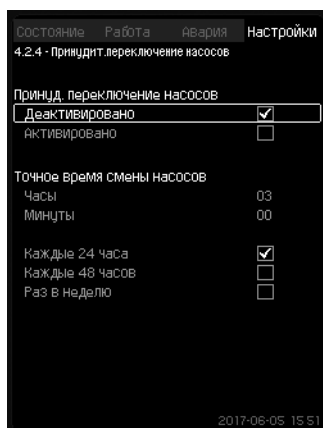 Состояние Работа Авария Настройки
4.2.4 - Принудит.переключение насосов
Принуд. переключение насосов
Деактивировано
Активировано
Точное время смены насосов
Часы 03
Минуты 00
Каждые 24 часа
Каждые 48 часов
Раз в неделю
2017-06-05 15:51